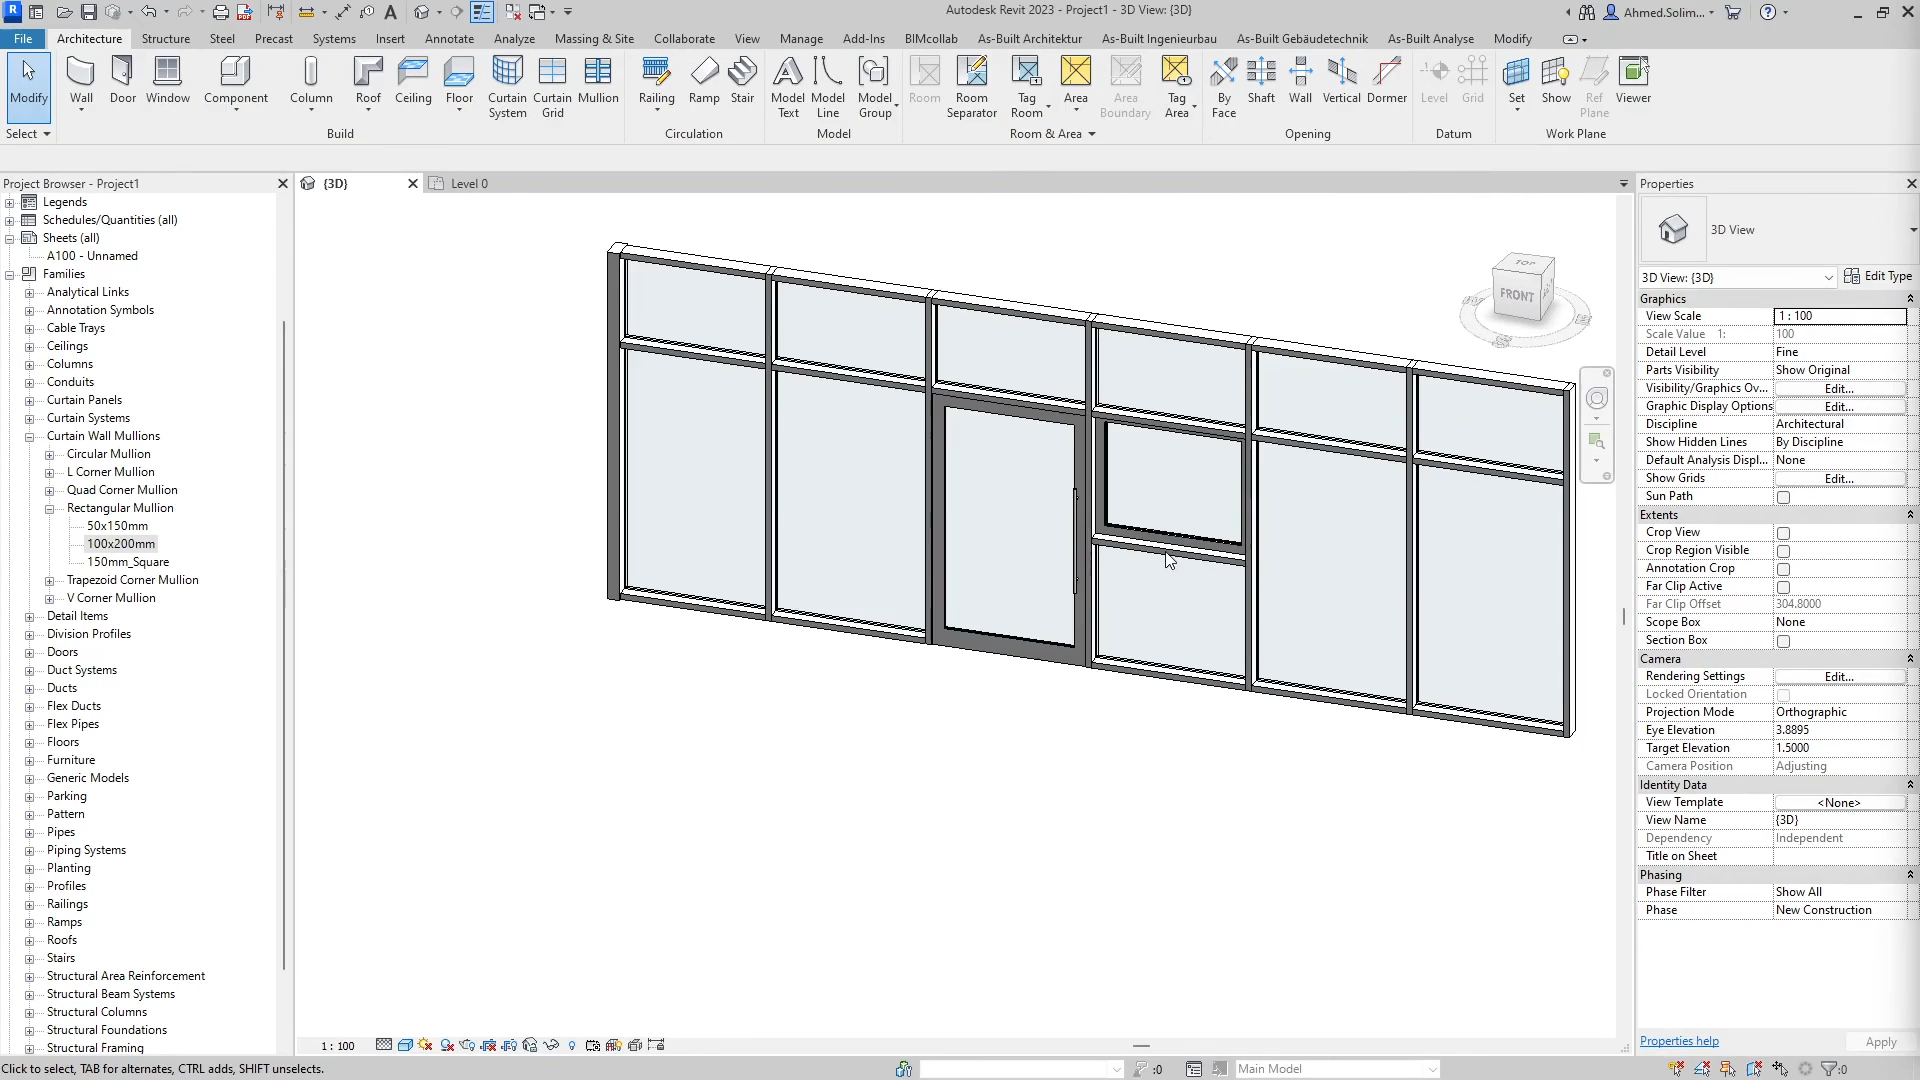 Autodesk Revit 2023 - Project1 - 3D View: {3D}
Ahmed.Solim...
File Architecture Structure Steel Precast Systems Insert Annotate Analyze Massing & Site Collaborate View Manage Add-Ins BIMcollab As-Built Architektur As-Built Ingenieurbau As-Built Gebäudetechnik As-Built Analyse Modify
Modify Wall Door Window Component Column Roof Ceiling Floor Curtain System Curtain Grid Mullion Railing Ramp Stair Model Text Model Line Model Group Room Room Separator Tag Room Area Area Boundary Tag Area By Face Shaft Wall Vertical Dormer Level Grid Set Show Ref Plane Viewer
Select Build Circulation Model Room & Area Opening Datum Work Plane
Project Browser - Project1
Legends
Schedules/Quantities (all)
Sheets (all)
A100 - Unnamed
Families
Analytical Links
Annotation Symbols
Cable Trays
Ceilings
Columns
Conduits
Curtain Panels
Curtain Systems
Curtain Wall Mullions
Circular Mullion
L Corner Mullion
Quad Corner Mullion
Rectangular Mullion
50x150mm
100x200mm
150mm_Square
Trapezoid Corner Mullion
V Corner Mullion
Detail Items
Division Profiles
Doors
Duct Systems
Ducts
Flex Ducts
Flex Pipes
Floors
Furniture
Generic Models
Parking
Pattern
Pipes
Piping Systems
Planting
Profiles
Railings
Ramps
Roofs
Stairs
Structural Area Reinforcement
Structural Beam Systems
Structural Columns
Structural Foundations
Structural Framing
{3D} Level 0
TOP
FRONT
1 : 100
Properties
3D View
3D View: {3D} Edit Type
Graphics
View Scale 1 : 100
Scale Value 1: 100
Detail Level Fine
Parts Visibility Show Original
Visibility/Graphics Ov... Edit...
Graphic Display Options Edit...
Discipline Architectural
Show Hidden Lines By Discipline
Default Analysis Displ... None
Show Grids Edit...
Sun Path
Extents
Crop View
Crop Region Visible
Annotation Crop
Far Clip Active
Far Clip Offset 304.8000
Scope Box None
Section Box
Camera
Rendering Settings Edit...
Locked Orientation
Projection Mode Orthographic
Eye Elevation 3.8895
Target Elevation 1.5000
Camera Position Adjusting
Identity Data
View Template <None>
View Name {3D}
Dependency Independent
Title on Sheet
Phasing
Phase Filter Show All
Phase New Construction
Properties help Apply
Click to select, TAB for alternates, CTRL adds, SHIFT unselects. :0 Main Model :0